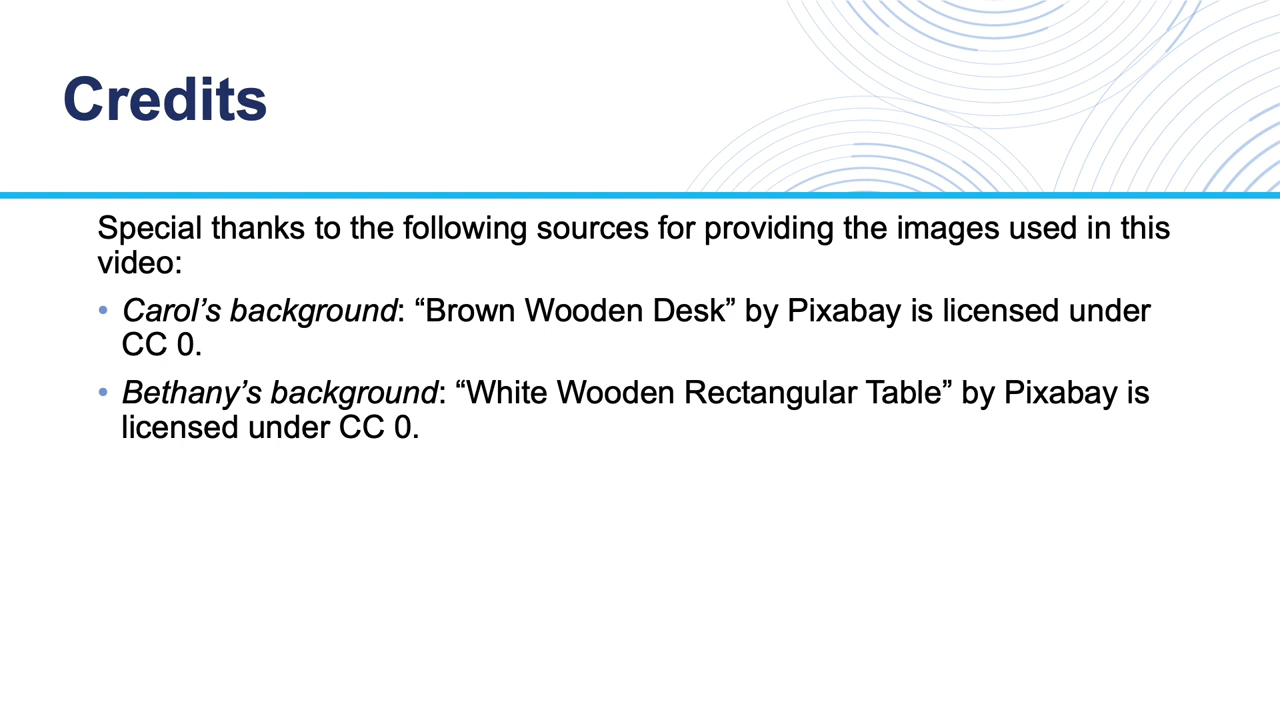 Credits
Special thanks to the following sources for providing the images used in this
video:
• Carol’s background: “Brown Wooden Desk” by Pixabay is licensed under
CC 0.
• Bethany’s background: “White Wooden Rectangular Table” by Pixabay is
licensed under CC 0.